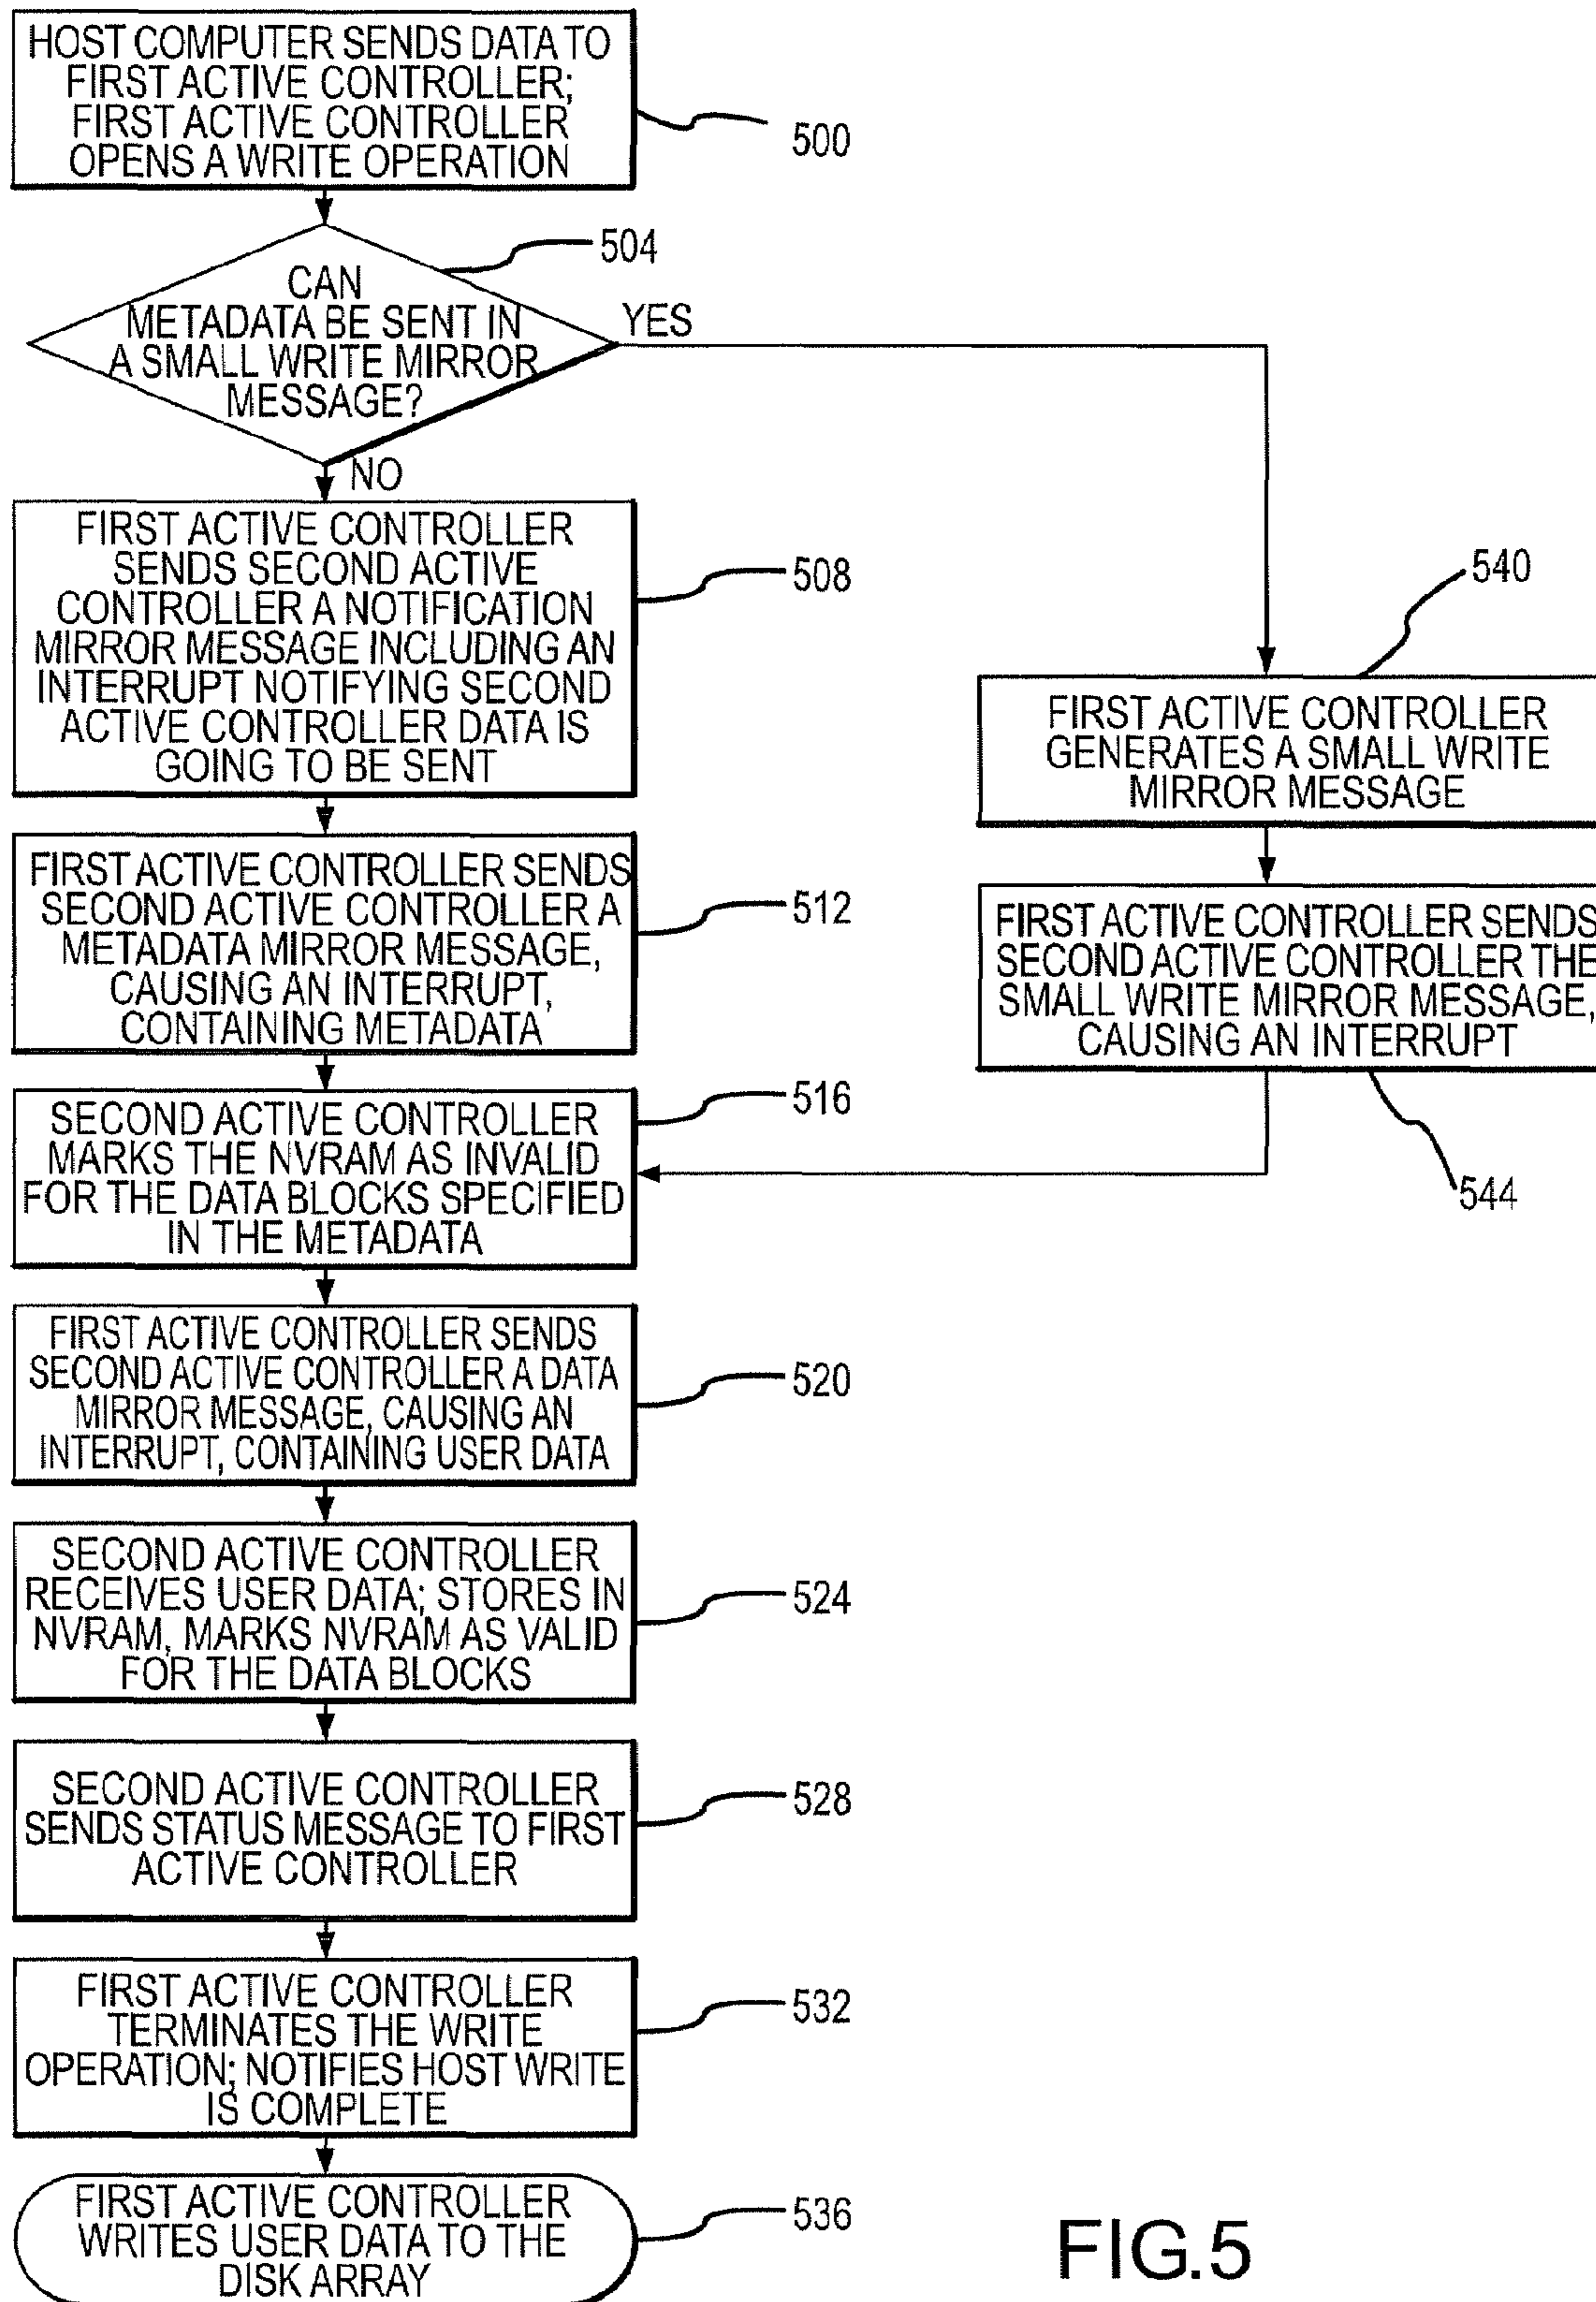 HOST COMPUTER SENDS DATA TO
FIRST ACTIVE CONTROLLER;
FIRST ACTIVE CONTROLLER
OPENS A WRITE OPERATION
500
504
CAN
METADATA BE SENT IN
A SMALL WRITE MIRROR
MESSAGE?
YES
NO
FIRST ACTIVE CONTROLLER
SENDS SECOND ACTIVE
CONTROLLER A NOTIFICATION
MIRROR MESSAGE INCLUDING AN
INTERRUPT NOTIFYING SECOND
ACTIVE CONTROLLER DATA IS
GOING TO BE SENT
508
540
FIRST ACTIVE CONTROLLER
GENERATES A SMALL WRITE
MIRROR MESSAGE
FIRST ACTIVE CONTROLLER SENDS
SECOND ACTIVE CONTROLLER A
METADATA MIRROR MESSAGE,
CAUSING AN INTERRUPT,
CONTAINING METADATA
512
FIRST ACTIVE CONTROLLER SENDS
SECOND ACTIVE CONTROLLER THE
SMALL WRITE MIRROR MESSAGE,
CAUSING AN INTERRUPT
544
SECOND ACTIVE CONTROLLER
MARKS THE NVRAM AS INVALID
FOR THE DATA BLOCKS SPECIFIED
IN THE METADATA
516
FIRST ACTIVE CONTROLLER SENDS
SECOND ACTIVE CONTROLLER A DATA
MIRROR MESSAGE, CAUSING AN
INTERRUPT, CONTAINING USER DATA
520
SECOND ACTIVE CONTROLLER
RECEIVES USER DATA; STORES IN
NVRAM, MARKS NVRAM AS VALID
FOR THE DATA BLOCKS
524
SECOND ACTIVE CONTROLLER
SENDS STATUS MESSAGE TO FIRST
ACTIVE CONTROLLER
528
FIRST ACTIVE CONTROLLER
TERMINATES THE WRITE
OPERATION; NOTIFIES HOST WRITE
IS COMPLETE
532
FIRST ACTIVE CONTROLLER
WRITES USER DATA TO THE
DISK ARRAY
536
FIG.5